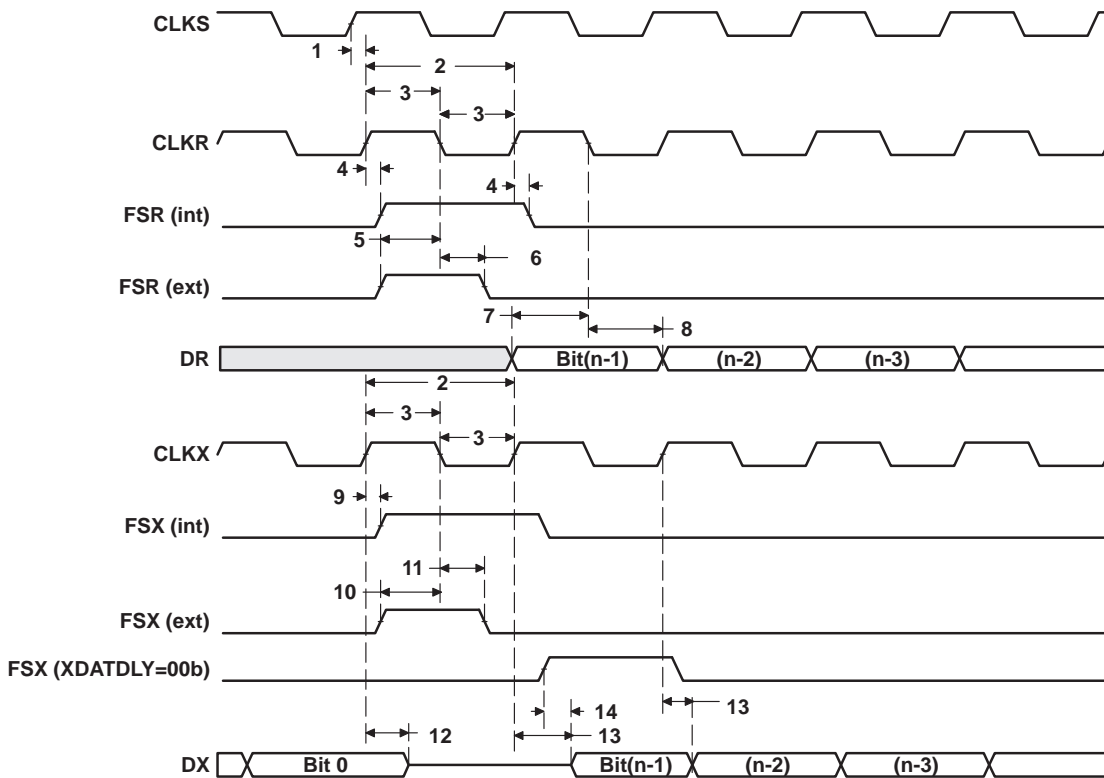 CLKS
1
2
3
3
CLKR
4
4
FSR (int)
5
6
FSR (ext)
7
8
DR
Bit(n-1) (n-2) (n-3)
2
3
3
CLKX
9
FSX (int)
11
10
FSX (ext)
FSX (XDATDLY=00b)
14
13
12
13
DX
Bit 0 Bit(n-1) (n-2) (n-3)